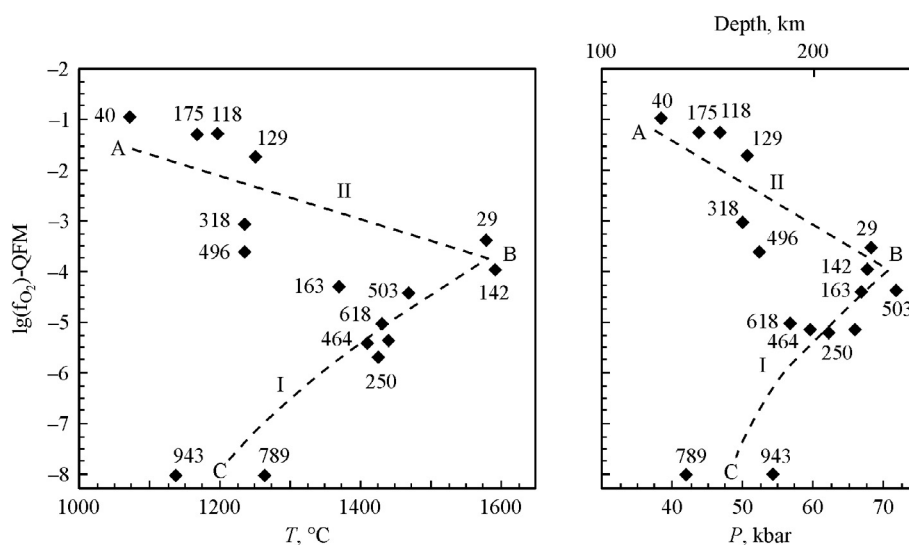 Depth, km
100 200
–2
–1
–2
–3
–4
–5
–6
–7
–8
lg(f_{O_2})-QFM
40 175 118
129
A
II
318
496
29
B
142
163 503
618
464
250
I
943 C 789
1000 1200 1400 1600
T, °C
40 175 118
129
A
II
318
496
29
B
142
163
503
618
464 250
I
789 C 943
40 50 60 70
P, kbar